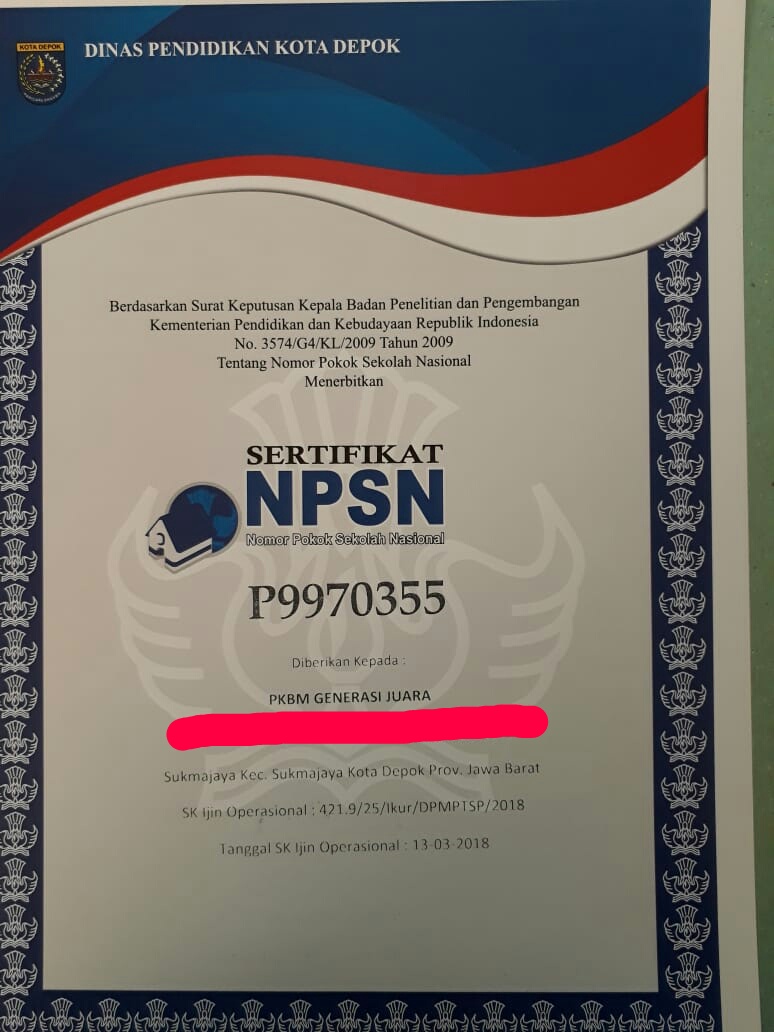 KOTA DEPOK
DINAS PENDIDIKAN KOTA DEPOK
Berdasarkan Surat Keputusan Kepala Badan Penelitian dan Pengembangan
Kementerian Pendidikan dan Kebudayaan Republik Indonesia
No. 3574/G4/KL/2009 Tahun 2009
Tentang Nomor Pokok Sekolah Nasional
Menerbitkan
SERTIFIKAT
NPSN
Nomor Pokok Sekolah Nasional
P9970355
Diberikan Kepada :
PKBM GENERASI JUARA
Sukmajaya Kec. Sukmajaya Kota Depok Prov. Jawa Barat
SK Ijin Operasional : 421.9/25/Ikur/DPMPTSP/2018
Tanggal SK Ijin Operasional : 13-03-2018